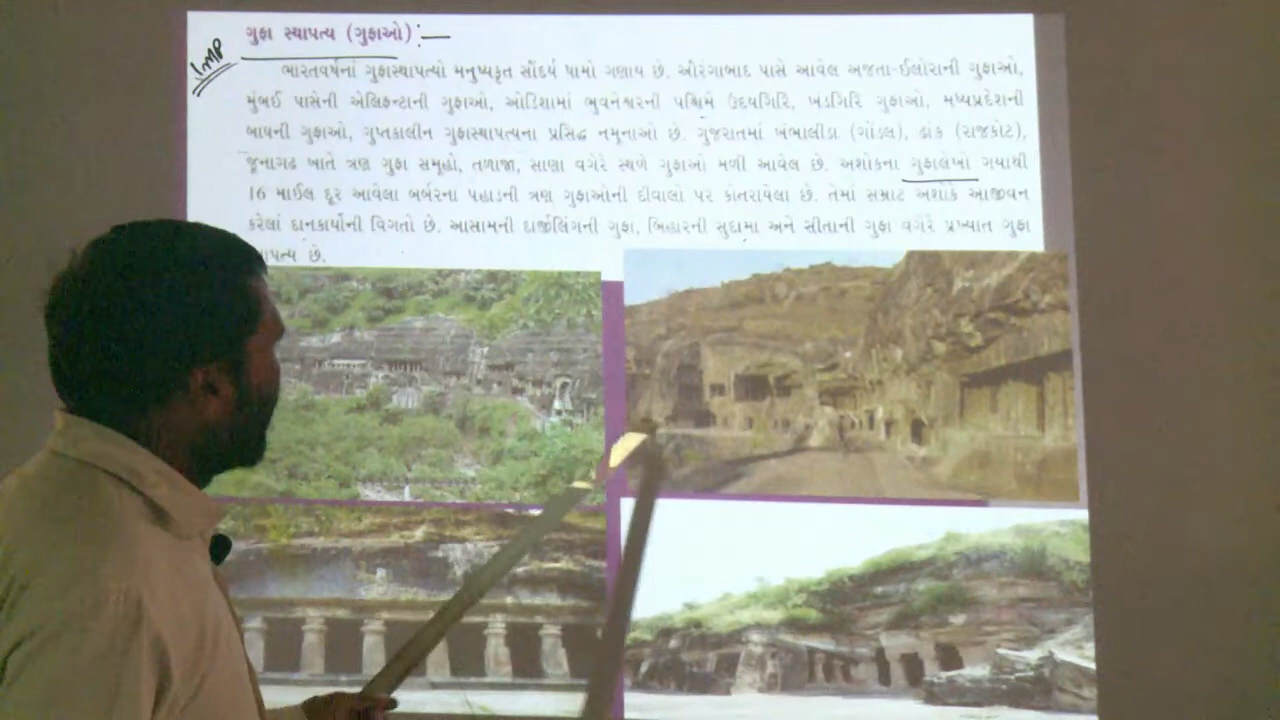 IMP
ગુફા સ્થાપત્ય (ગુફાઓ) :—
ભારતવર્ષનાં ગુફાસ્થાપત્યો મનુષ્યકૃત સૌંદર્ય ધામો ગણાય છે. ઔરંગાબાદ પાસે આવેલ અજંતા-ઈલોરાની ગુફાઓ,
મુંબઈ પાસેની એલિફન્ટાની ગુફાઓ, ઓડિશામાં ભુવનેશ્વરની પશ્ચિમે ઉદયગિરિ, ખંડગિરિ ગુફાઓ, મધ્યપ્રદેશની
બાઘની ગુફાઓ, ગુપ્તકાલીન ગુફાસ્થાપત્યના પ્રસિદ્ધ નમૂનાઓ છે. ગુજરાતમાં ખંભાલીડા (ગોંડલ), ઢાંક (રાજકોટ),
જૂનાગઢ ખાતે ત્રણ ગુફા સમૂહો, તળાજા, સાણા વગેરે સ્થળે ગુફાઓ મળી આવેલ છે. અશોકના ગુફાલેખો ગયાથી
16 માઈલ દૂર આવેલા બર્બરના પહાડની ત્રણ ગુફાઓની દીવાલો પર કોતરાયેલા છે. તેમાં સમ્રાટ અશોકે આજીવન
કરેલાં દાનકાર્યોની વિગતો છે. આસામની દાર્જીલિંગની ગુફા, બિહારની સુદામા અને સીતાની ગુફા વગેરે પ્રખ્યાત ગુફા
પત્ય છે.